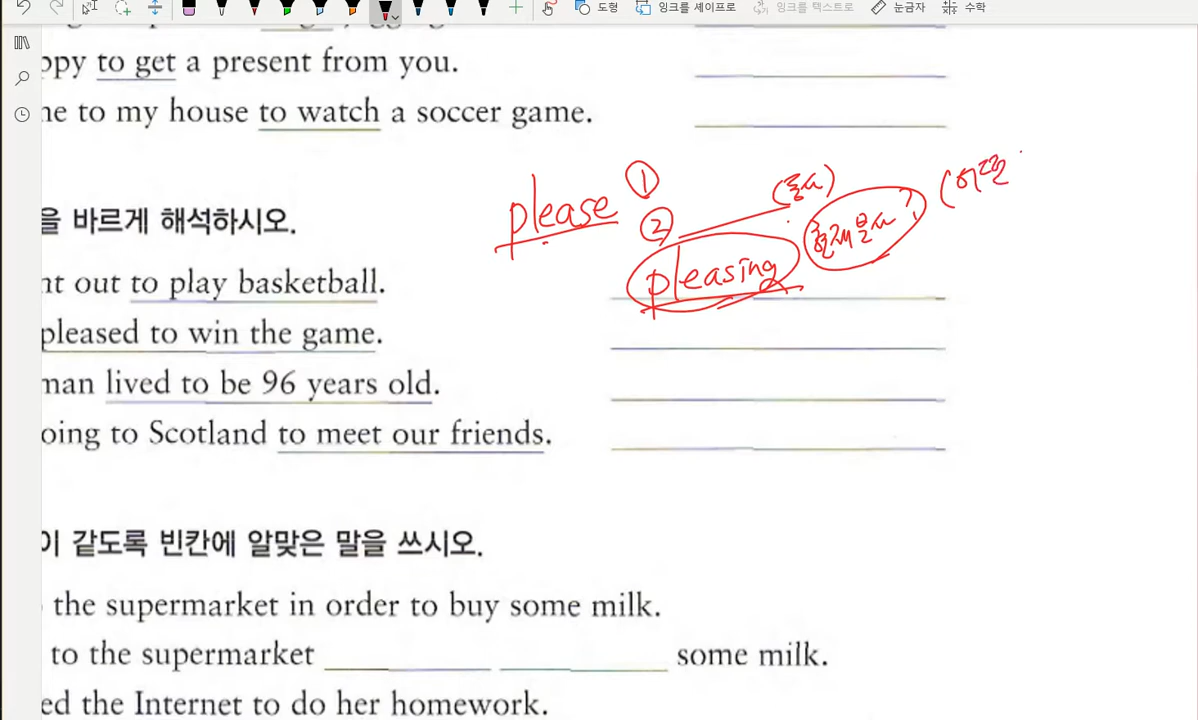 도형 잉크를 셰이프로 잉크를 텍스트로 눈금자 수학
ppy to get a present from you.
ne to my house to watch a soccer game.
please ① (동사) (어떤
② pleasing 현재분사?
을 바르게 해석하시오.
nt out to play basketball.
pleased to win the game.
man lived to be 96 years old.
oing to Scotland to meet our friends.
이 같도록 빈칸에 알맞은 말을 쓰시오.
the supermarket in order to buy some milk.
to the supermarket some milk.
ed the Internet to do her homework.